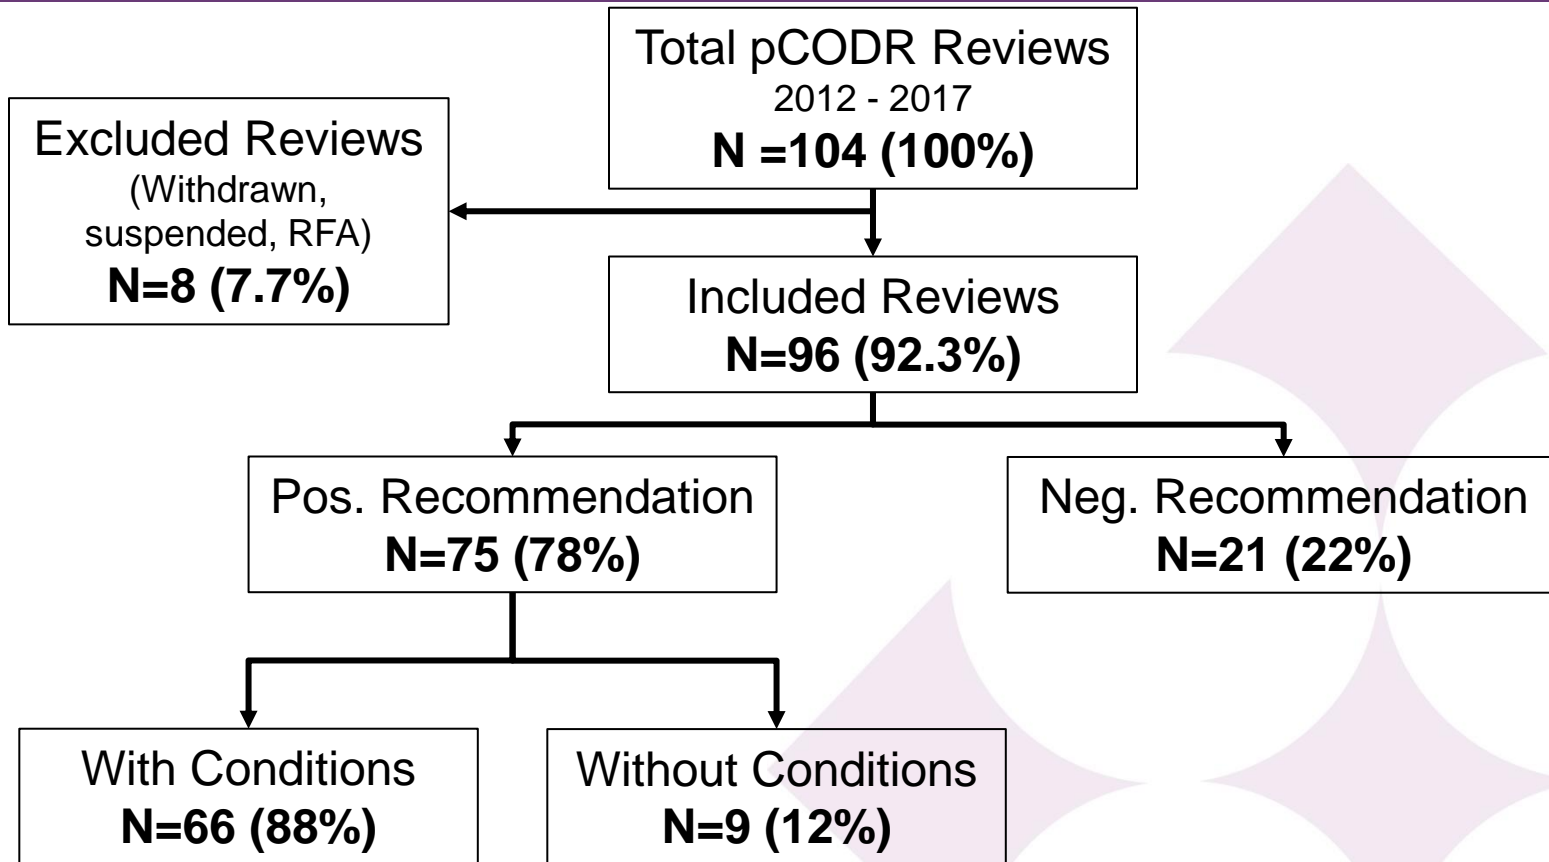 Total pCODR Reviews
2012 - 2017
N =104 (100%)
Excluded Reviews
(Withdrawn,
suspended, RFA)
N=8 (7.7%)
Included Reviews
N=96 (92.3%)
Pos. Recommendation
N=75 (78%)
Neg. Recommendation
N=21 (22%)
With Conditions
N=66 (88%)
Without Conditions
N=9 (12%)